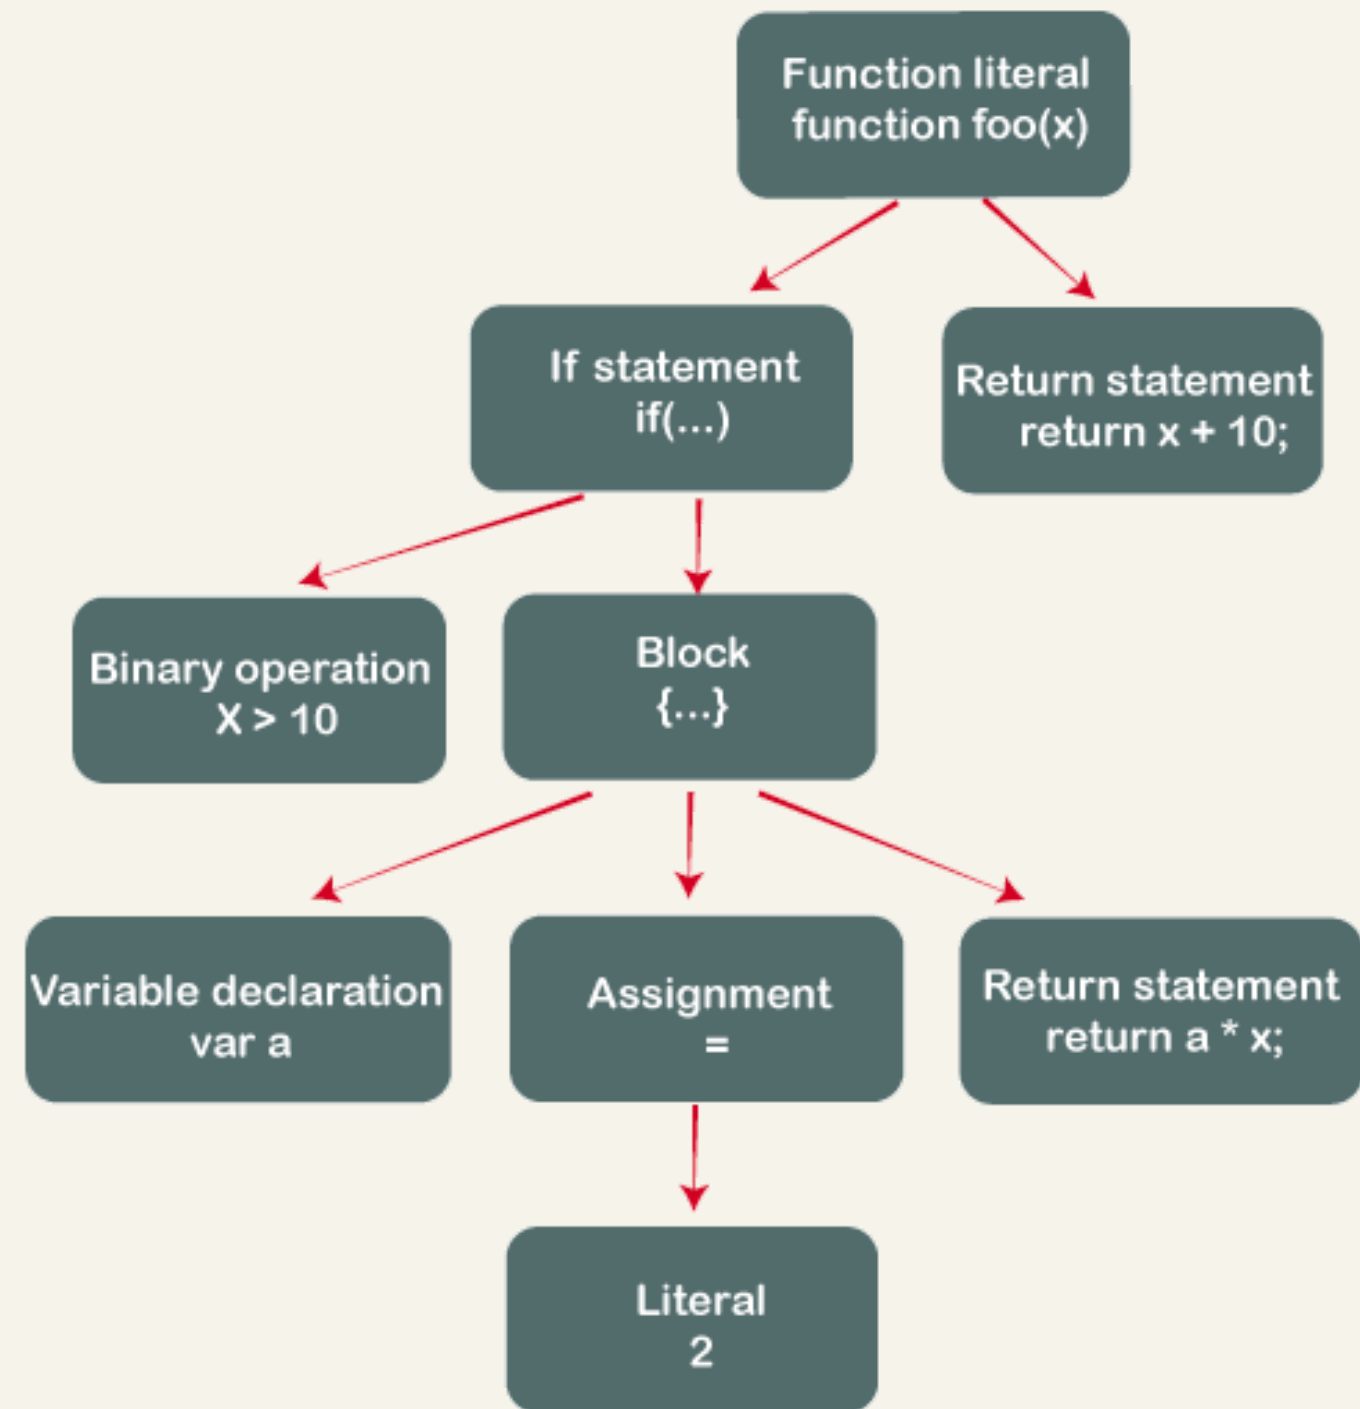 Function literal
function foo(x)
If statement
if(...)
Return statement
return x + 10;
Binary operation
X > 10
Block
{...}
Variable declaration
var a
Assignment
=
Return statement
return a * x;
Literal
2